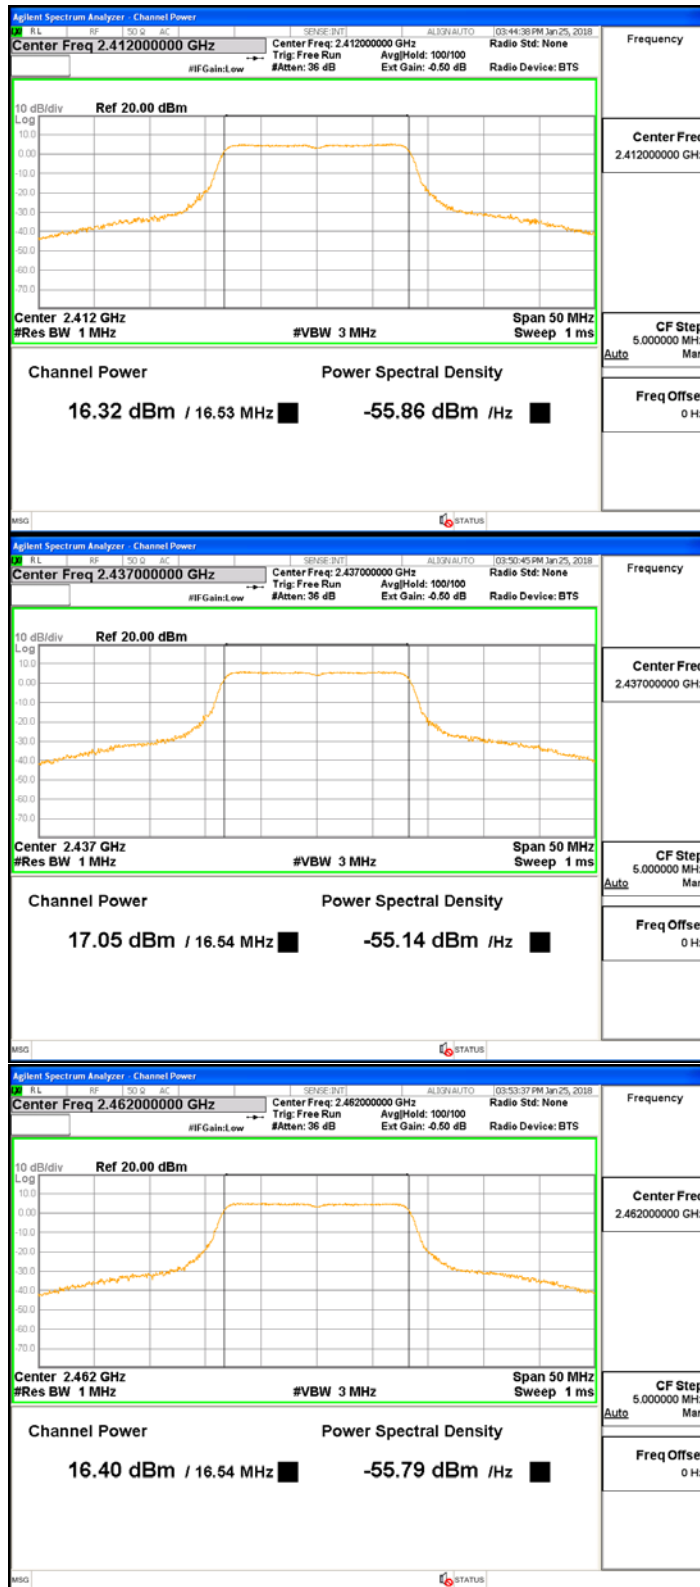 Agilent Spectrum Analyzer - Channel Power
RL RF 50 Ω AC SENSE:INT ALIGN AUTO 03:44:38 PM Jan 25, 2018
Center Freq 2.412000000 GHz
Center Freq: 2.412000000 GHz
Radio Std: None
Trig: Free Run Avg|Hold: 100/100
#IFGain:Low
#Atten: 36 dB Ext Gain: -0.50 dB Radio Device: BTS
Frequency
10 dB/div Ref 20.00 dBm
Log
10.0
0.00
-10.0
-20.0
-30.0
-40.0
-50.0
-60.0
-70.0
Center Freq
2.412000000 GHz
Center 2.412 GHz Span 50 MHz
#Res BW 1 MHz #VBW 3 MHz Sweep 1 ms
CF Step
5.000000 MHz
Auto Man
Channel Power Power Spectral Density
16.32 dBm / 16.53 MHz -55.86 dBm /Hz
Freq Offset
0 Hz
MSG STATUS
Agilent Spectrum Analyzer - Channel Power
RL RF 50 Ω AC SENSE:INT ALIGN AUTO 03:50:45 PM Jan 25, 2018
Center Freq 2.437000000 GHz
Center Freq: 2.437000000 GHz
Radio Std: None
Trig: Free Run Avg|Hold: 100/100
#IFGain:Low
#Atten: 36 dB Ext Gain: -0.50 dB Radio Device: BTS
Frequency
10 dB/div Ref 20.00 dBm
Log
10.0
0.00
-10.0
-20.0
-30.0
-40.0
-50.0
-60.0
-70.0
Center Freq
2.437000000 GHz
Center 2.437 GHz Span 50 MHz
#Res BW 1 MHz #VBW 3 MHz Sweep 1 ms
CF Step
5.000000 MHz
Auto Man
Channel Power Power Spectral Density
17.05 dBm / 16.54 MHz -55.14 dBm /Hz
Freq Offset
0 Hz
MSG STATUS
Agilent Spectrum Analyzer - Channel Power
RL RF 50 Ω AC SENSE:INT ALIGN AUTO 03:53:37 PM Jan 25, 2018
Center Freq 2.462000000 GHz
Center Freq: 2.462000000 GHz
Radio Std: None
Trig: Free Run Avg|Hold: 100/100
#IFGain:Low
#Atten: 36 dB Ext Gain: -0.50 dB Radio Device: BTS
Frequency
10 dB/div Ref 20.00 dBm
Log
10.0
0.00
-10.0
-20.0
-30.0
-40.0
-50.0
-60.0
-70.0
Center Freq
2.462000000 GHz
Center 2.462 GHz Span 50 MHz
#Res BW 1 MHz #VBW 3 MHz Sweep 1 ms
CF Step
5.000000 MHz
Auto Man
Channel Power Power Spectral Density
16.40 dBm / 16.54 MHz -55.79 dBm /Hz
Freq Offset
0 Hz
MSG STATUS